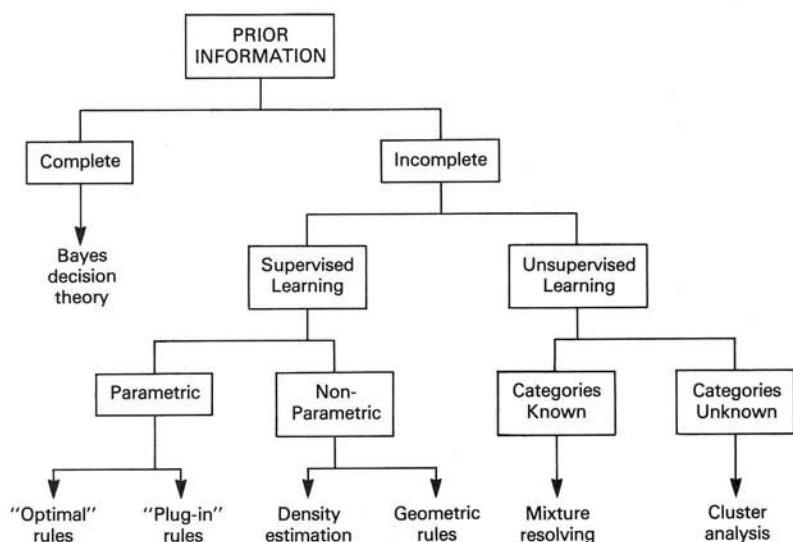 PRIOR
INFORMATION
Complete
Incomplete
Bayes
decision
theory
Supervised
Learning
Unsupervised
Learning
Parametric
Non-
Parametric
Categories
Known
Categories
Unknown
"Optimal"
rules
"Plug-in"
rules
Density
estimation
Geometric
rules
Mixture
resolving
Cluster
analysis